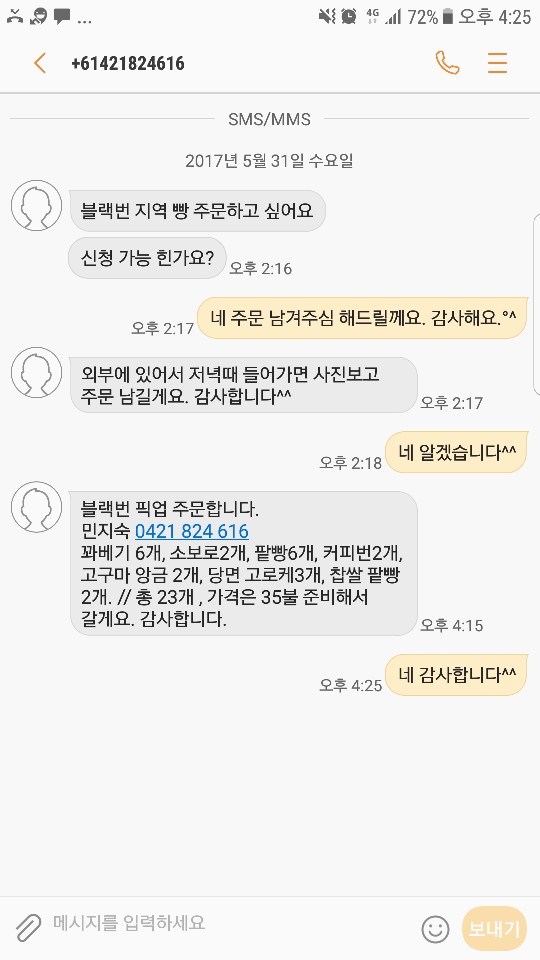 4G 72% 오후 4:25
+61421824616
SMS/MMS
2017년 5월 31일 수요일
블랙번 지역 빵 주문하고 싶어요
신청 가능 힌가요?
오후 2:16
네 주문 남겨주심 해드릴께요. 감사해요.°^
오후 2:17
외부에 있어서 저녁때 들어가면 사진보고
주문 남길게요. 감사합니다^^
오후 2:17
네 알겠습니다^^
오후 2:18
블랙번 픽업 주문합니다.
민지숙 0421 824 616
꽈베기 6개, 소보로2개, 팥빵6개, 커피번2개,
고구마 앙금 2개, 당면 고로케3개, 찹쌀 팥빵
2개. // 총 23개 , 가격은 35불 준비해서
갈게요. 감사합니다.
오후 4:15
네 감사합니다^^
오후 4:25
메시지를 입력하세요
보내기